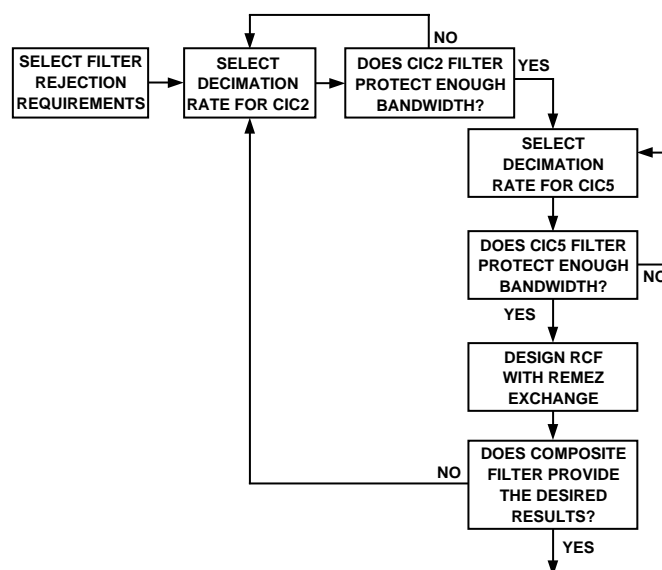 NO
SELECT FILTER
REJECTION
REQUIREMENTS
SELECT
DECIMATION
RATE FOR CIC2
DOES CIC2 FILTER
PROTECT ENOUGH
BANDWIDTH?
YES
SELECT
DECIMATION
RATE FOR CIC5
DOES CIC5 FILTER
PROTECT ENOUGH
BANDWIDTH?
NO
YES
DESIGN RCF
WITH REMEZ
EXCHANGE
DOES COMPOSITE
FILTER PROVIDE
THE DESIRED
RESULTS?
NO
YES